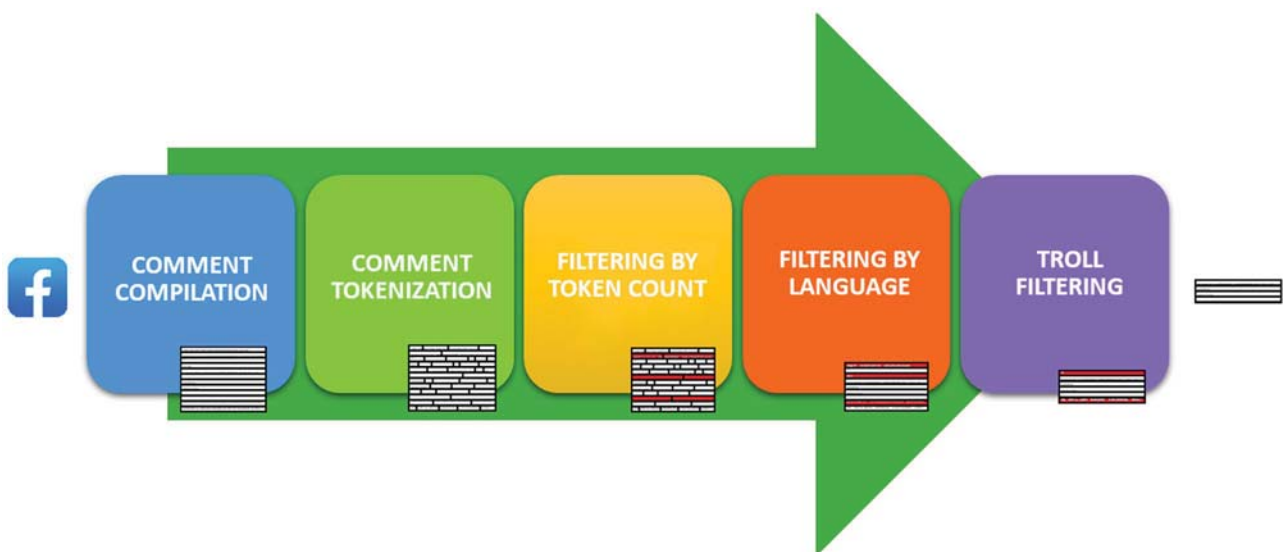 COMMENT
COMPILATION
COMMENT
TOKENIZATION
FILTERING BY
TOKEN COUNT
FILTERING BY
LANGUAGE
TROLL
FILTERING